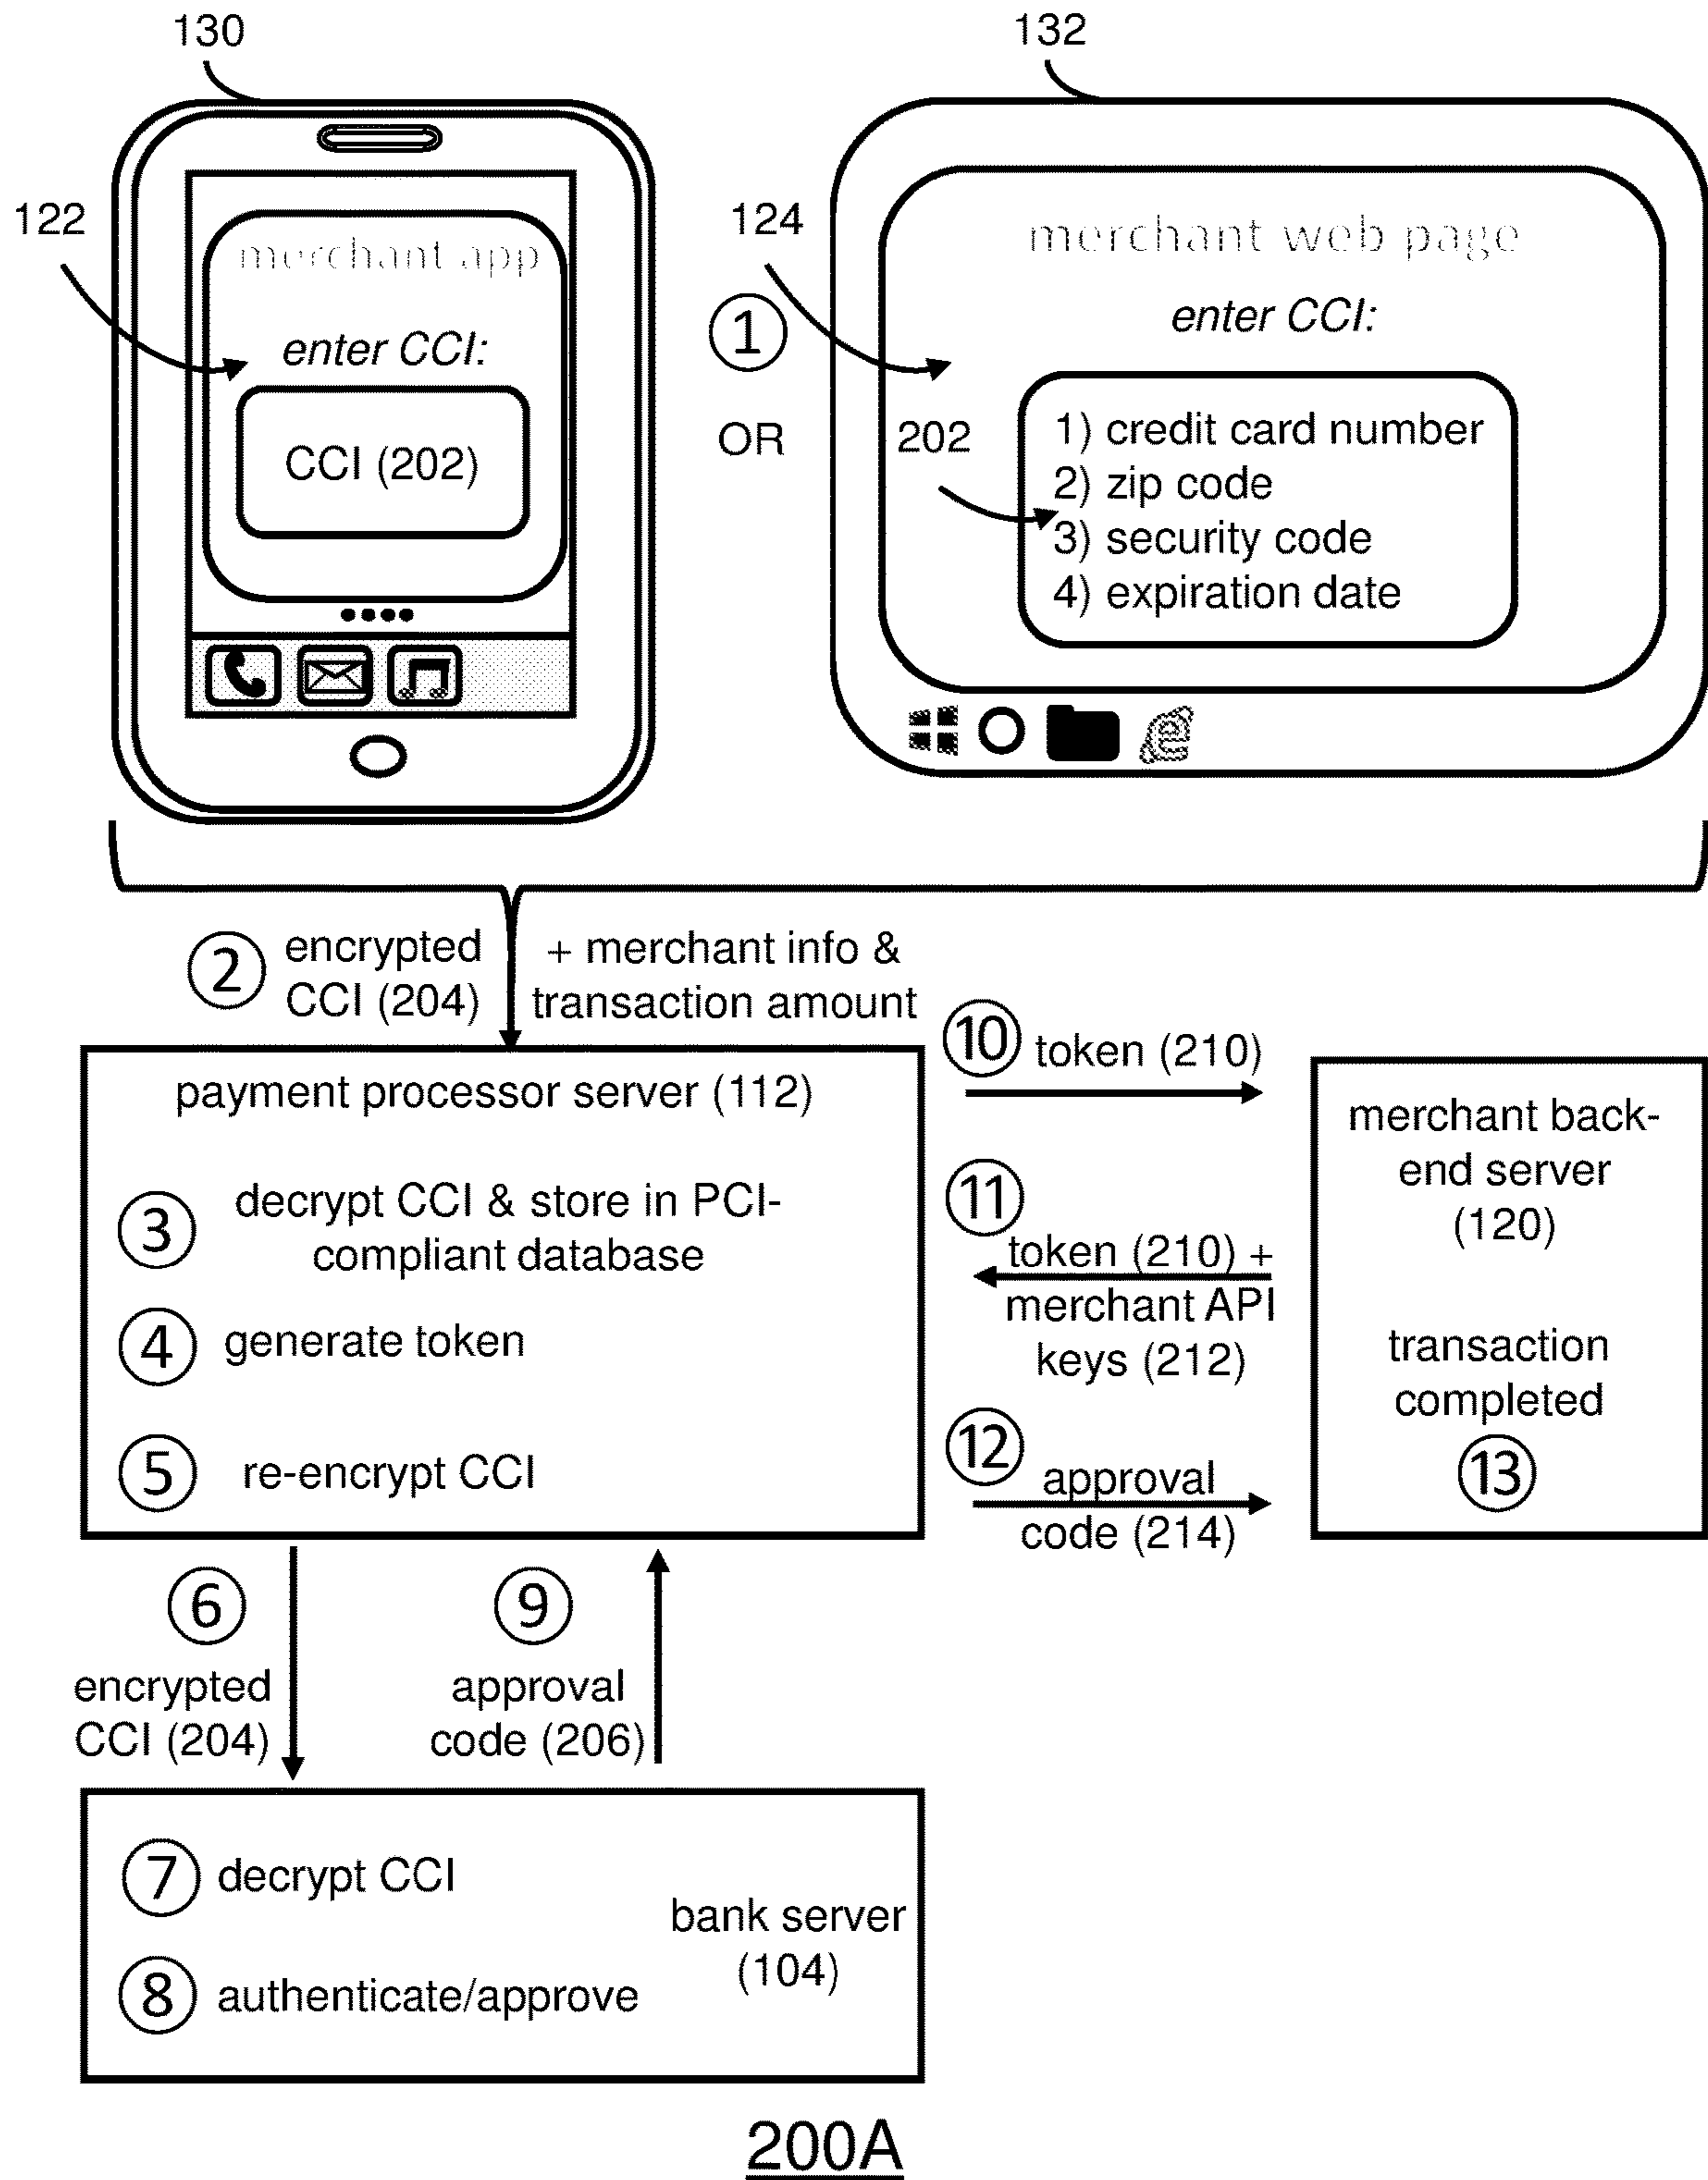 130
132
122
merchant app
enter CCI:
CCI (202)
1
OR
124
merchant web page
enter CCI:
202
1) credit card number
2) zip code
3) security code
4) expiration date
2
encrypted
CCI (204)
+ merchant info &
transaction amount
payment processor server (112)
3
decrypt CCI & store in PCI-
compliant database
4
generate token
5
re-encrypt CCI
10
token (210)
11
token (210) +
merchant API
keys (212)
12
approval
code (214)
merchant back-
end server
(120)
transaction
completed
13
6
encrypted
CCI (204)
9
approval
code (206)
7
decrypt CCI
8
authenticate/approve
bank server
(104)
200A